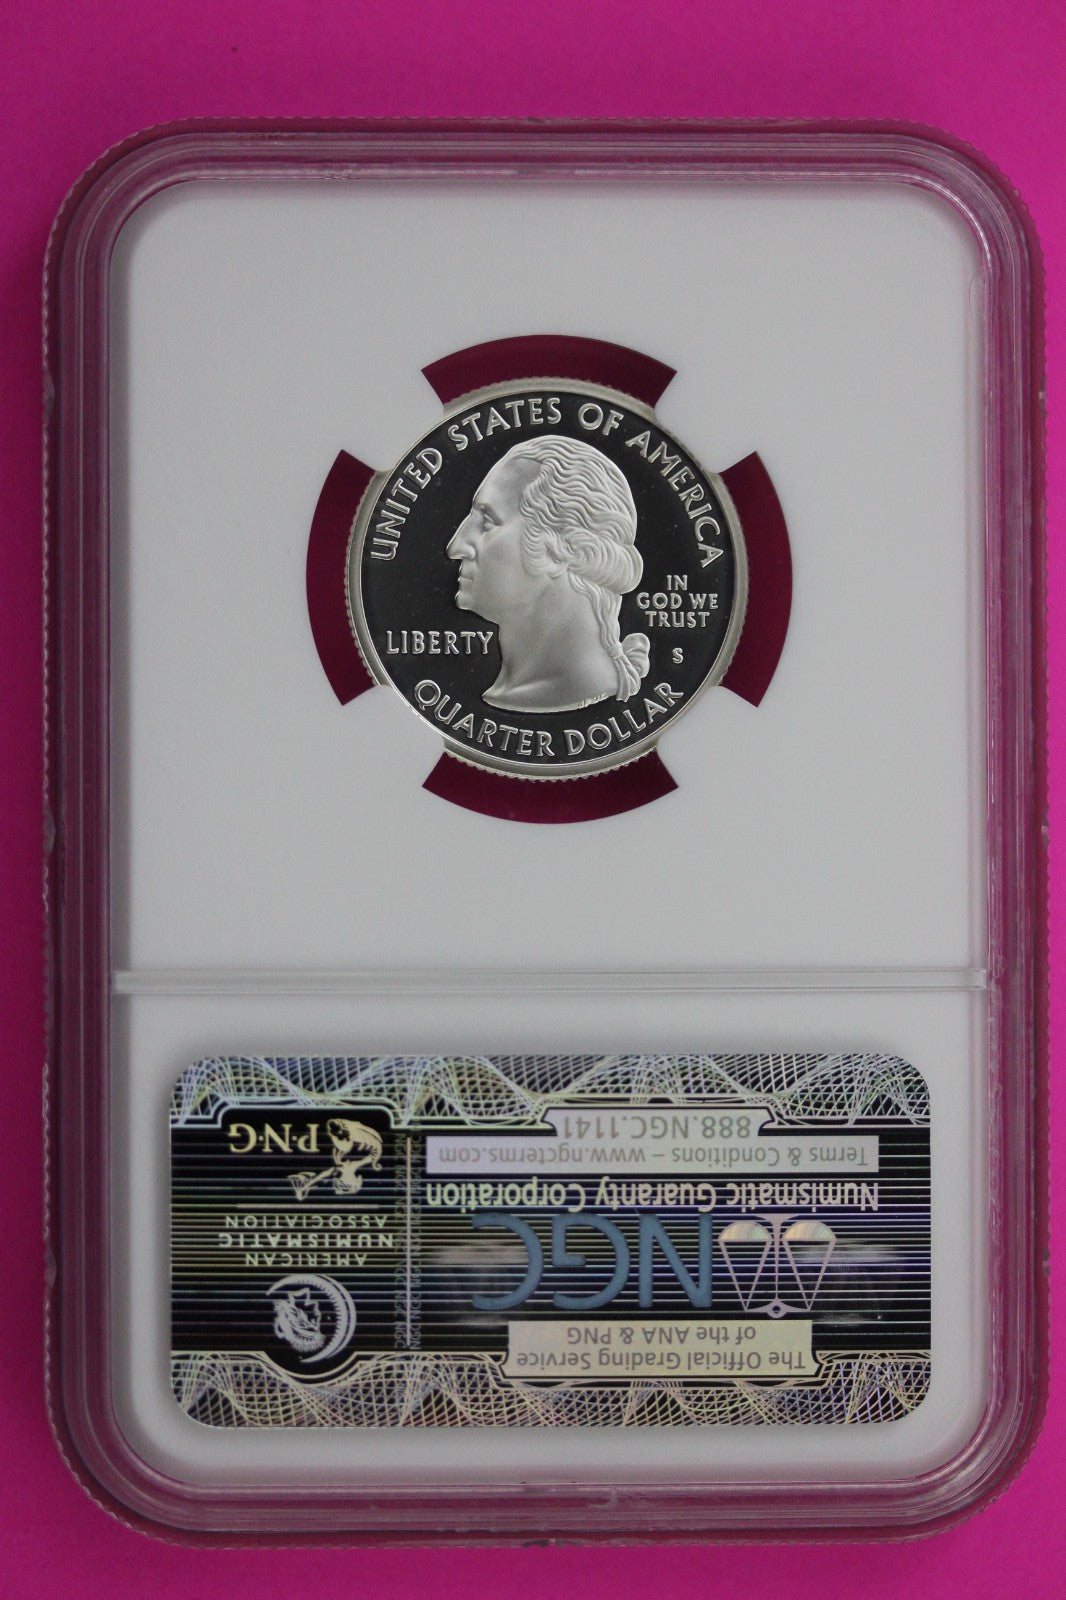 UNITED STATES OF AMERICA
IN
GOD WE
TRUST
LIBERTY
S
QUARTER DOLLAR
The Official Grading Service
of the ANA & PNG
NGC
Numismatic Guaranty Corporation
Terms & Conditions – www.ngcterms.com
888.NGC.1141
AMERICAN
NUMISMATIC
ASSOCIATION
P·N·G